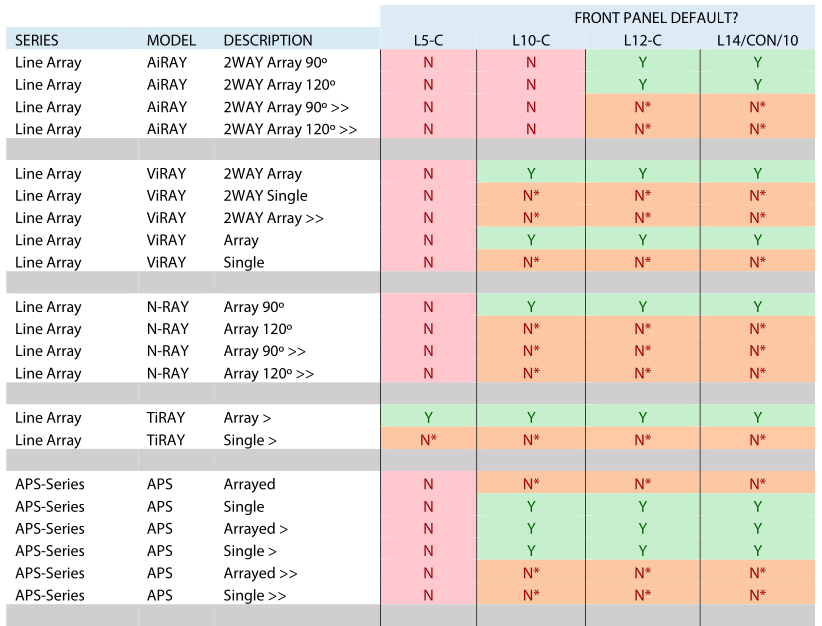 FRONT PANEL DEFAULT?
SERIES MODEL DESCRIPTION L5-C L10-C L12-C L14/CON/10
Line Array AiRAY 2WAY Array 90º N N Y Y
Line Array AiRAY 2WAY Array 120º N N Y Y
Line Array AiRAY 2WAY Array 90º >> N N N* N*
Line Array AiRAY 2WAY Array 120º >> N N N* N*
Line Array ViRAY 2WAY Array N Y Y Y
Line Array ViRAY 2WAY Single N N* N* N*
Line Array ViRAY 2WAY Array >> N N* N* N*
Line Array ViRAY Array N Y Y Y
Line Array ViRAY Single N N* N* N*
Line Array N-RAY Array 90º N Y Y Y
Line Array N-RAY Array 120º N N* N* N*
Line Array N-RAY Array 90º >> N N* N* N*
Line Array N-RAY Array 120º >> N N* N* N*
Line Array TiRAY Array > Y Y Y Y
Line Array TiRAY Single > N* N* N* N*
APS-Series APS Arrayed N N* N* N*
APS-Series APS Single N Y Y Y
APS-Series APS Arrayed > N Y Y Y
APS-Series APS Single > N Y Y Y
APS-Series APS Arrayed >> N N* N* N*
APS-Series APS Single >> N N* N* N*